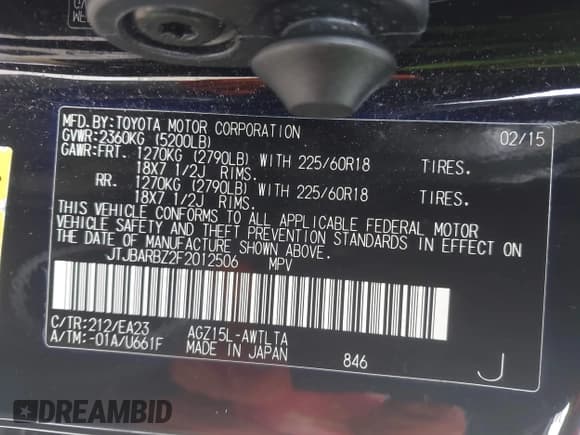 MFD.BY:TOYOTA MOTOR CORPORATION 02/15
GVWR:2360KG (5200LB)
GAWR:FRT. 1270KG (2790LB) WITH 225/60R18 TIRES.
18X7 1/2J RIMS.
RR. 1270KG (2790LB) WITH 225/60R18 TIRES.
18X7 1/2J RIMS.
THIS VEHICLE CONFORMS TO ALL APPLICABLE FEDERAL MOTOR
VEHICLE SAFETY AND THEFT PREVENTION STANDARDS IN EFFECT ON
THE DATE OF MANUFACTURE SHOWN ABOVE.
JTJBARBZ2F2012506 MPV
C/TR:212/EA23 AGZ15L-AWTLTA
A/TM:-01A/U661F MADE IN JAPAN 846 J
DREAMBID